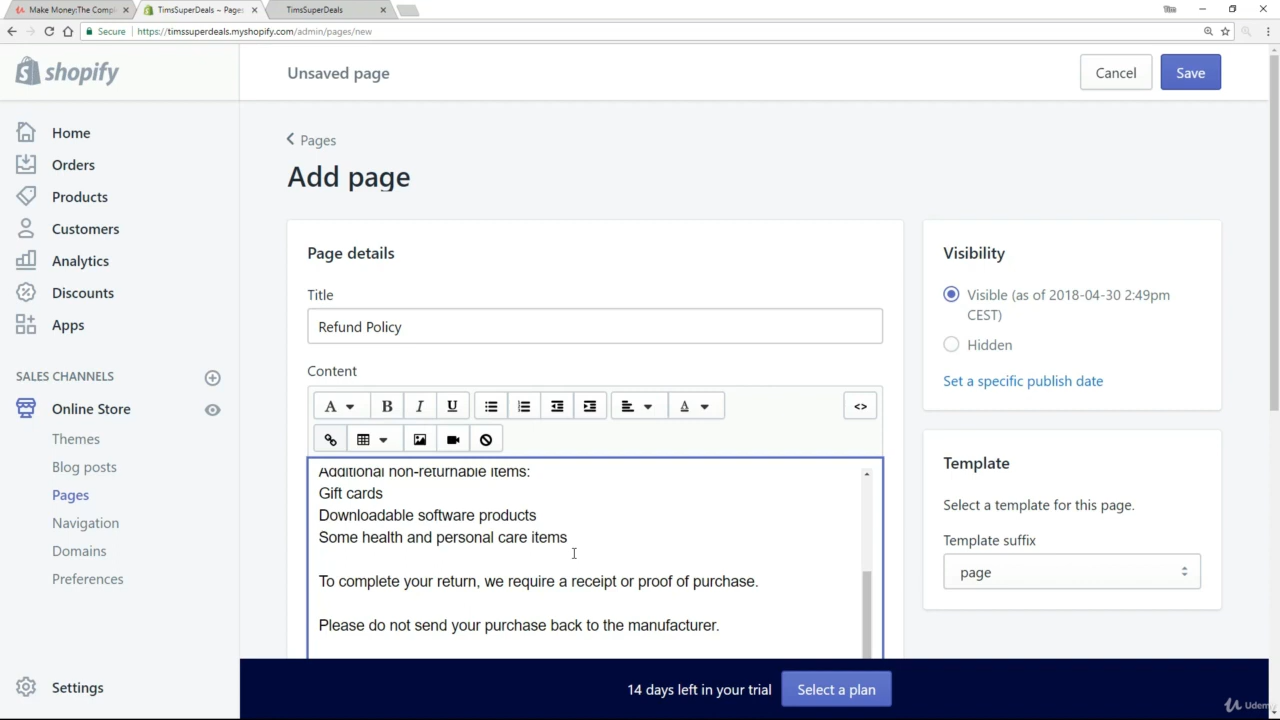 Make Money:The Compl
TimsSuperDeals ~ Pages
TimsSuperDeals
Tim
Secure
https://timssuperdeals.myshopify.com/admin/pages/new
shopify
Unsaved page
Cancel
Save
Home
Orders
Products
Customers
Analytics
Discounts
Apps
SALES CHANNELS
Online Store
Themes
Blog posts
Pages
Navigation
Domains
Preferences
Settings
Pages
Add page
Page details
Title
Refund Policy
Content
A
B
I
U
A
<>
Additional non-returnable items:
Gift cards
Downloadable software products
Some health and personal care items
To complete your return, we require a receipt or proof of purchase.
Please do not send your purchase back to the manufacturer.
Visibility
Visible (as of 2018-04-30 2:49pm
CEST)
Hidden
Set a specific publish date
Template
Select a template for this page.
Template suffix
page
14 days left in your trial
Select a plan
Udemy